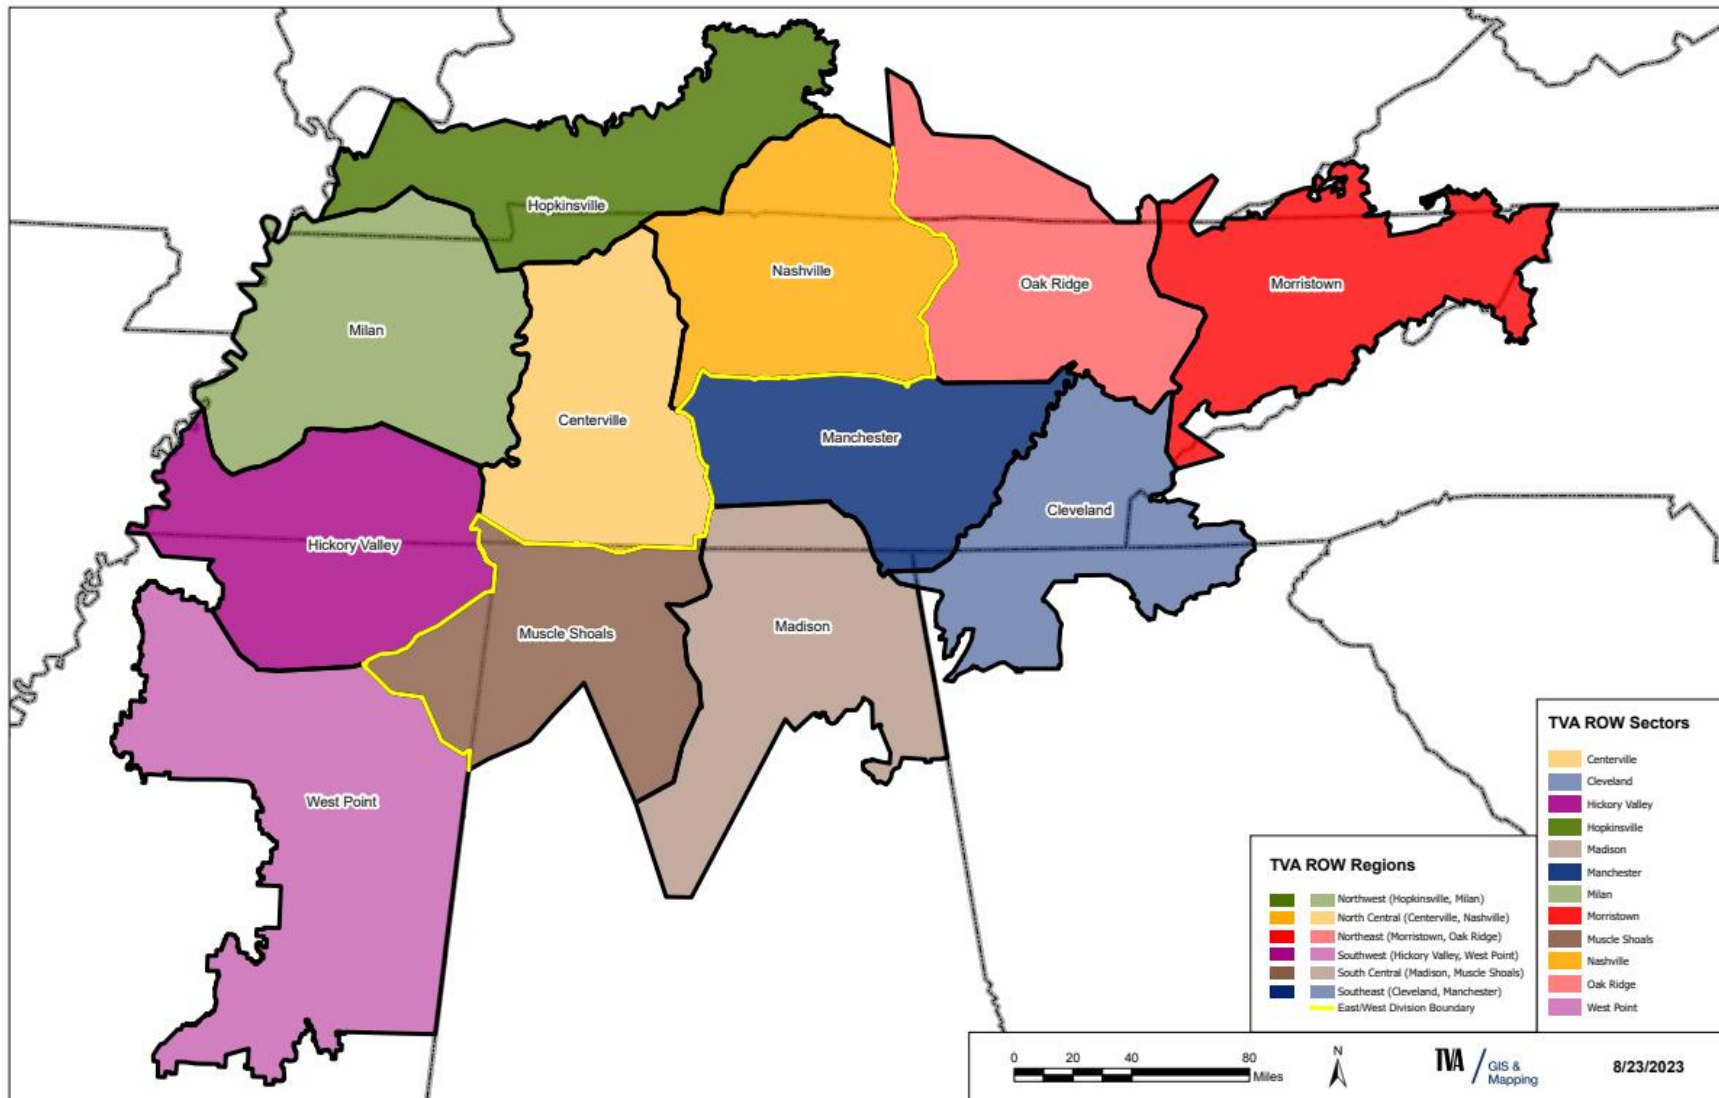 Hopkinsville
Nashville
Oak Ridge
Morristown
Milan
Centerville
Manchester
Cleveland
Hickory Valley
Muscle Shoals
Madison
West Point
TVA ROW Sectors
Centerville
Cleveland
Hickory Valley
Hopkinsville
Madison
Manchester
Milan
Morristown
Muscle Shoals
Nashville
Oak Ridge
West Point
TVA ROW Regions
Northwest (Hopkinsville, Milan)
North Central (Centerville, Nashville)
Northeast (Morristown, Oak Ridge)
Southwest (Hickory Valley, West Point)
South Central (Madison, Muscle Shoals)
Southeast (Cleveland, Manchester)
East/West Division Boundary
0 20 40 80
Miles
N
TVA
GIS &
Mapping
8/23/2023